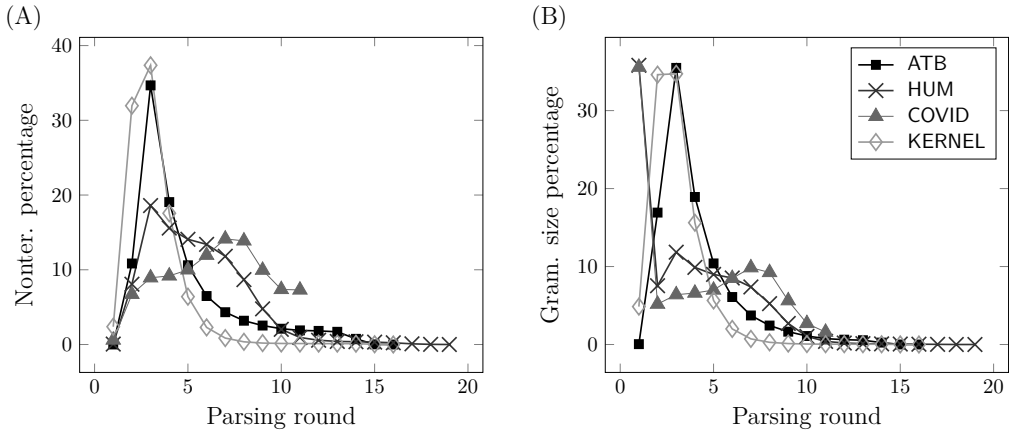 (A)
Nonter. percentage
40
30
20
10
0
0 5 10 15 20
Parsing round
(B)
Gram. size percentage
30
20
10
0
0 5 10 15 20
Parsing round
ATB
HUM
COVID
KERNEL